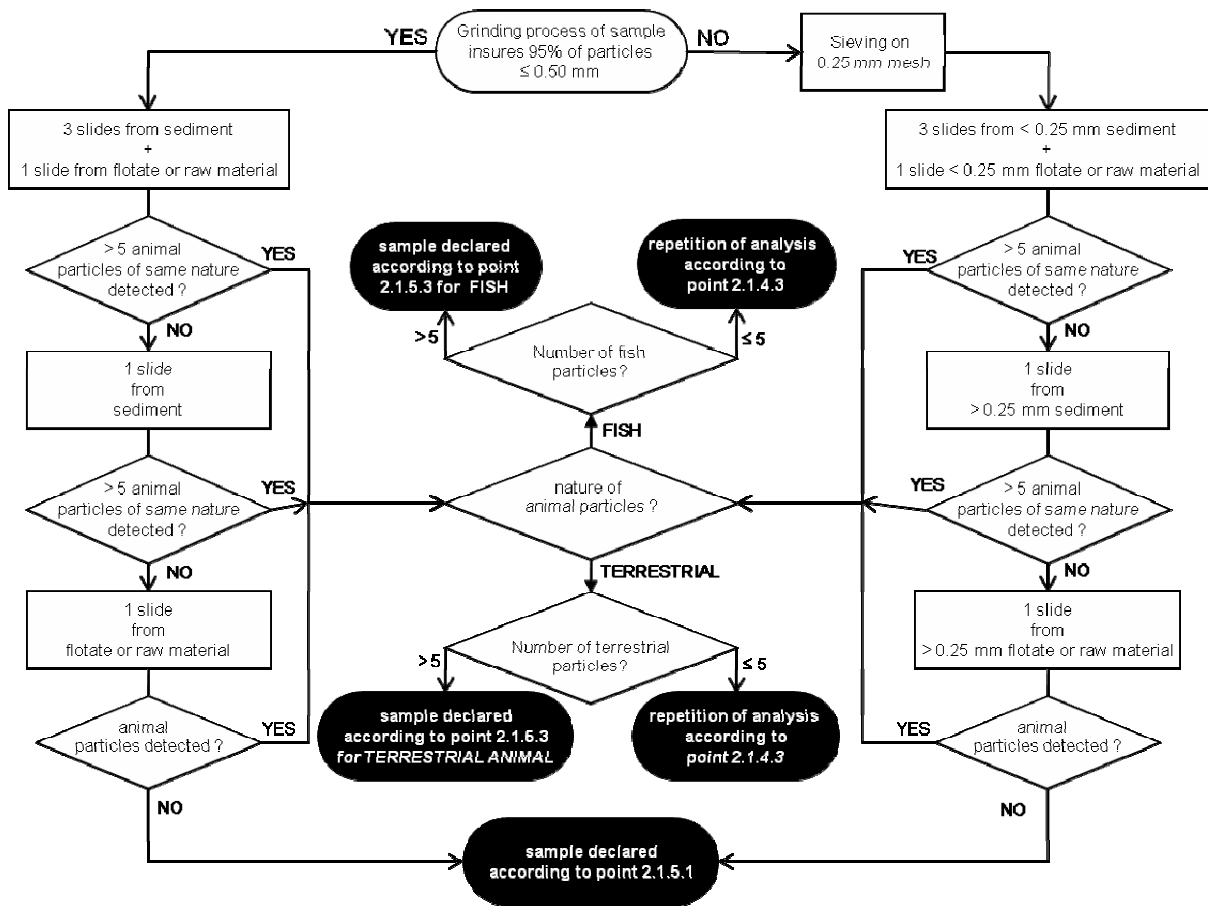 YES
Grinding process of sample
insures 95% of particles
≤ 0.50 mm
NO
Sieving on
0.25 mm mesh
3 slides from sediment
+
1 slide from flotate or raw material
3 slides from < 0.25 mm sediment
+
1 slide < 0.25 mm flotate or raw material
> 5 animal
particles of same nature
detected ?
YES
NO
sample declared
according to point
2.1.5.3 for FISH
repetition of analysis
according to
point 2.1.4.3
YES
> 5 animal
particles of same nature
detected ?
NO
>5
Number of fish
particles ?
≤ 5
1 slide
from
sediment
1 slide
from
> 0.25 mm sediment
FISH
> 5 animal
particles of same nature
detected ?
YES
NO
nature of
animal particles ?
YES
> 5 animal
particles of same nature
detected ?
NO
TERRESTRIAL
1 slide
from
flotate or raw material
>5
Number of terrestrial
particles?
≤ 5
1 slide
from
> 0.25 mm flotate or raw material
animal
particles detected ?
YES
NO
sample declared
according to point 2.1.5.3
for TERRESTRIAL ANIMAL
repetition of analysis
according to
point 2.1.4.3
YES
animal
particles detected ?
NO
sample declared
according to point 2.1.5.1